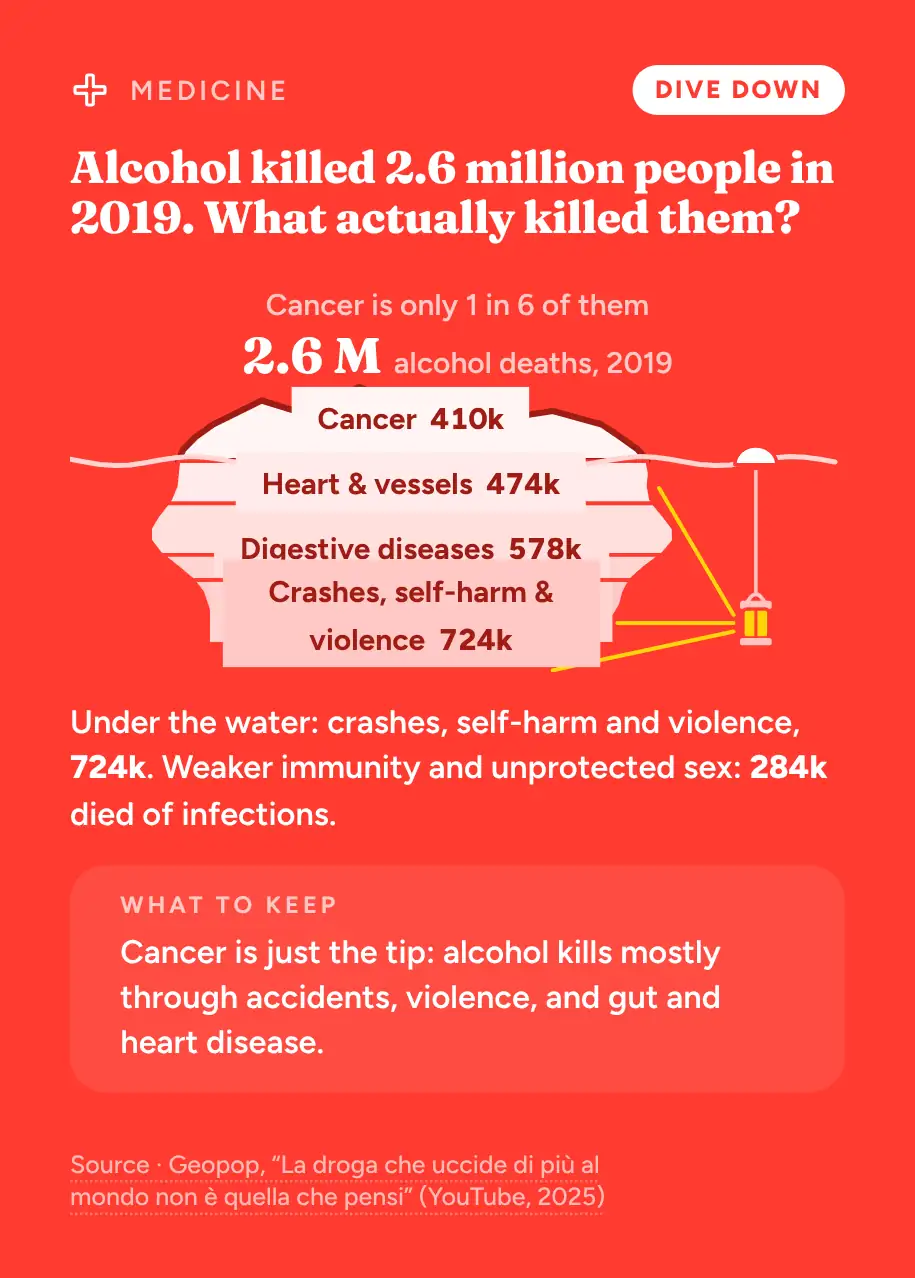 MEDICINE
DIVE DOWN
Alcohol killed 2.6 million people in
2019. What actually killed them?
Cancer is only 1 in 6 of them
2.6 M alcohol deaths, 2019
Cancer 410k
Heart & vessels 474k
Digestive diseases 578k
Crashes, self-harm &
violence 724k
Under the water: crashes, self-harm and violence,
724k. Weaker immunity and unprotected sex: 284k
died of infections.
WHAT TO KEEP
Cancer is just the tip: alcohol kills mostly
through accidents, violence, and gut and
heart disease.
Source · Geopop, “La droga che uccide di più al
mondo non è quella che pensi” (YouTube, 2025)